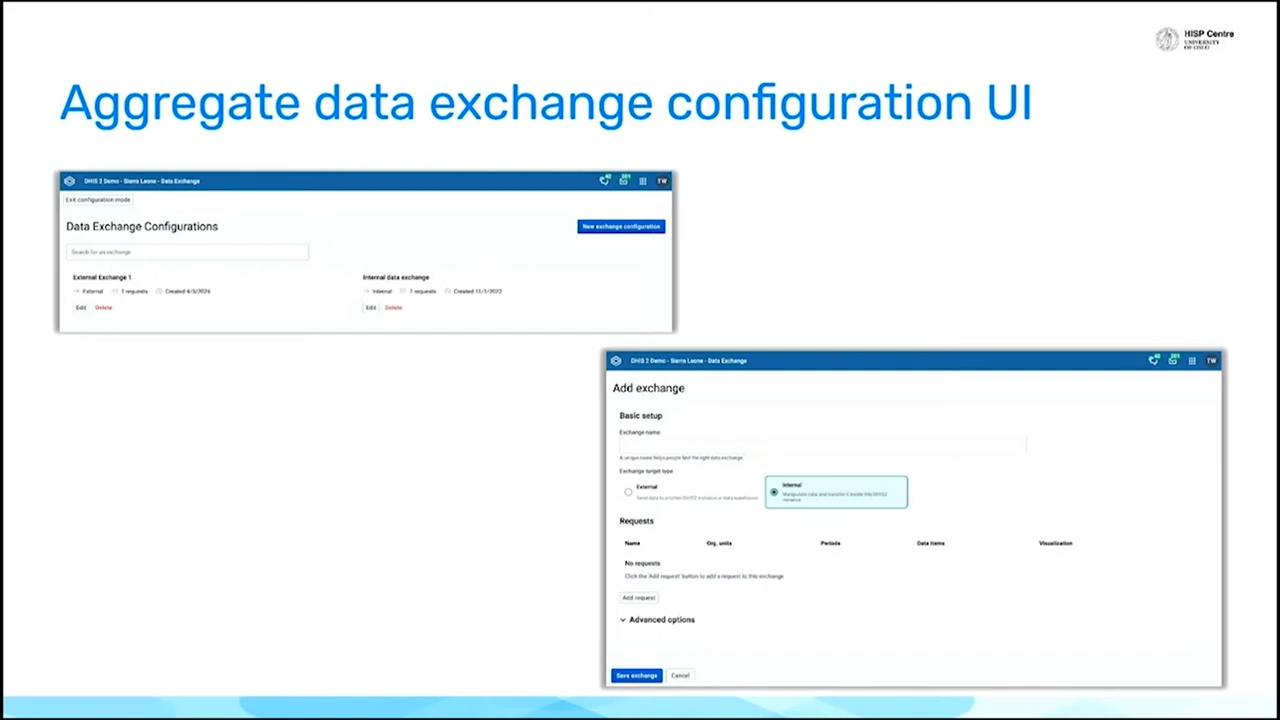 HISP Centre
UNIVERSITY
OF OSLO
Aggregate data exchange configuration UI
DHIS 2 Demo - Sierra Leone - Data Exchange
TW
Exit configuration mode
Data Exchange Configurations
New exchange configuration
Search for an exchange
External Exchange 1
External 1 requests Created 4/3/2024
Edit Delete
Internal data exchange
Internal 1 requests Created 11/1/2022
Edit Delete
DHIS 2 Demo - Sierra Leone - Data Exchange
TW
Add exchange
Basic setup
Exchange name
A unique name helps people find the right data exchange
Exchange target type
External
Send data to another DHIS2 instance or data warehouse
Internal
Manipulate data and transfer it inside this DHIS2
instance
Requests
Name Org. units Periods Data items Visualization
No requests
Click the 'Add request' button to add a request to this exchange
Add request
Advanced options
Save exchange Cancel